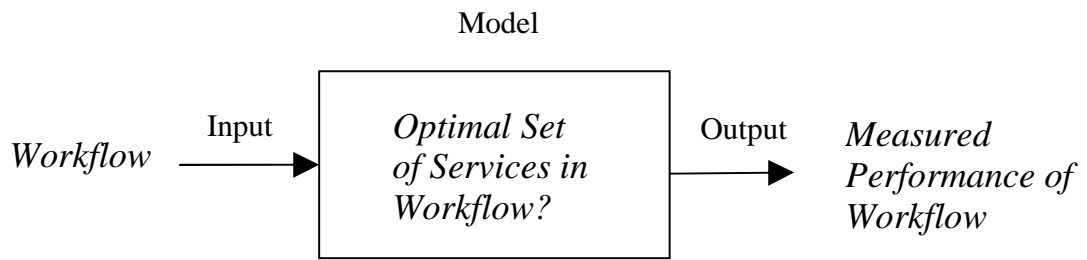 Model
Workflow
Input
Optimal Set
of Services in
Workflow?
Output
Measured
Performance of
Workflow